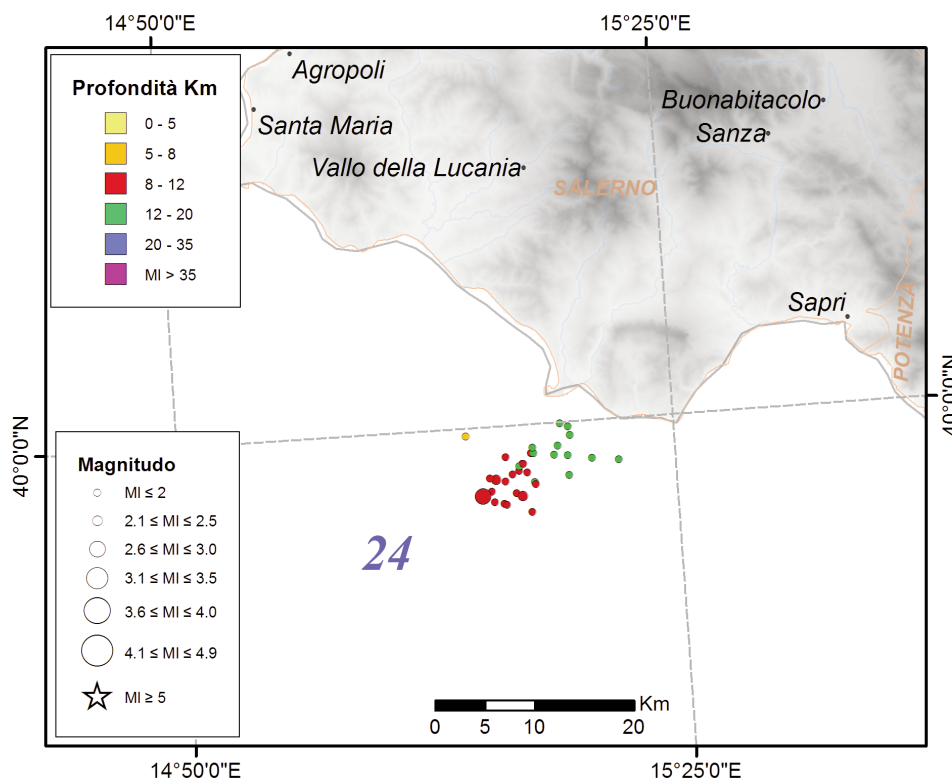 14°50'0"E
15°25'0"E
Profondità Km
0 - 5
5 - 8
8 - 12
12 - 20
20 - 35
Ml > 35
Agropoli
Santa Maria
Vallo della Lucania
Buonabitacolo
Sanza
SALERNO
Sapri
POTENZA
40°0'0"N
40°0'0"N
Magnitudo
Ml ≤ 2
2.1 ≤ Ml ≤ 2.5
2.6 ≤ Ml ≤ 3.0
3.1 ≤ Ml ≤ 3.5
3.6 ≤ Ml ≤ 4.0
4.1 ≤ Ml ≤ 4.9
Ml ≥ 5
24
Km
0 5 10 20
14°50'0"E
15°25'0"E